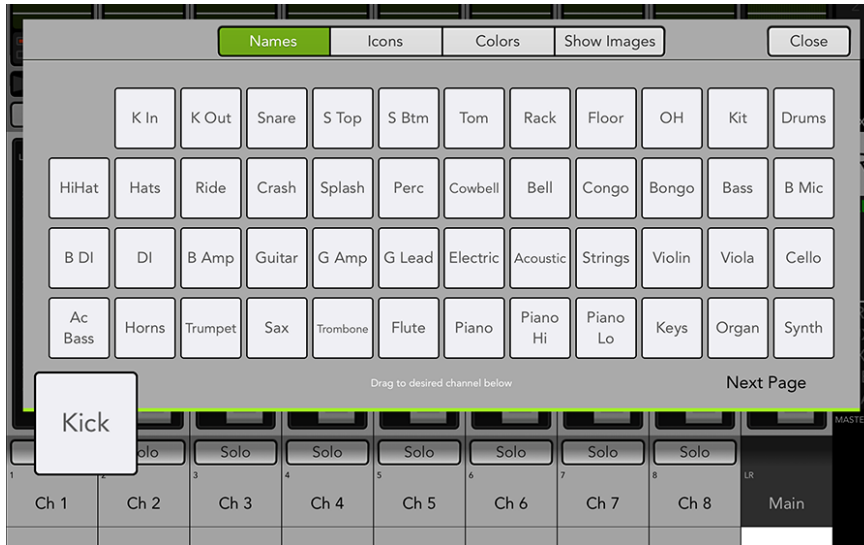 Names Icons Colors Show Images Close
K In K Out Snare S Top S Btm Tom Rack Floor OH Kit Drums
HiHat Hats Ride Crash Splash Perc Cowbell Bell Congo Bongo Bass B Mic
B DI DI B Amp Guitar G Amp G Lead Electric Acoustic Strings Violin Viola Cello
Ac Bass Horns Trumpet Sax Trombone Flute Piano Piano Hi Piano Lo Keys Organ Synth
Drag to desired channel below Next Page
Kick
MASTE
Solo Solo Solo Solo Solo Solo
1 2 3 4 5 6 7 8 LR
Ch 1 Ch 2 Ch 3 Ch 4 Ch 5 Ch 6 Ch 7 Ch 8 Main